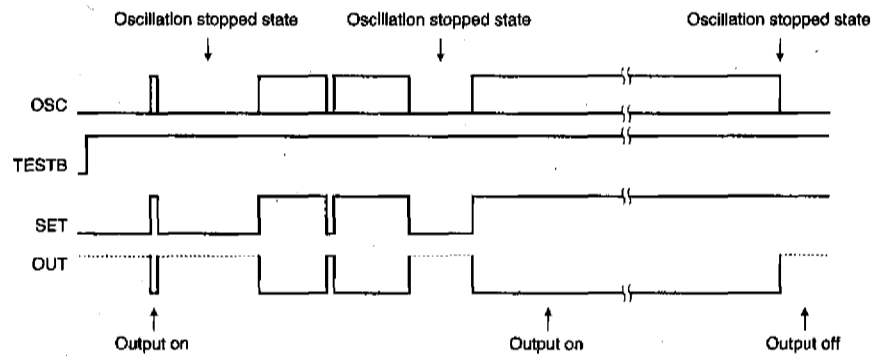 Oscillation stopped state Oscillation stopped state Oscillation stopped state
OSC
TESTB
SET
OUT
Output on Output on Output off